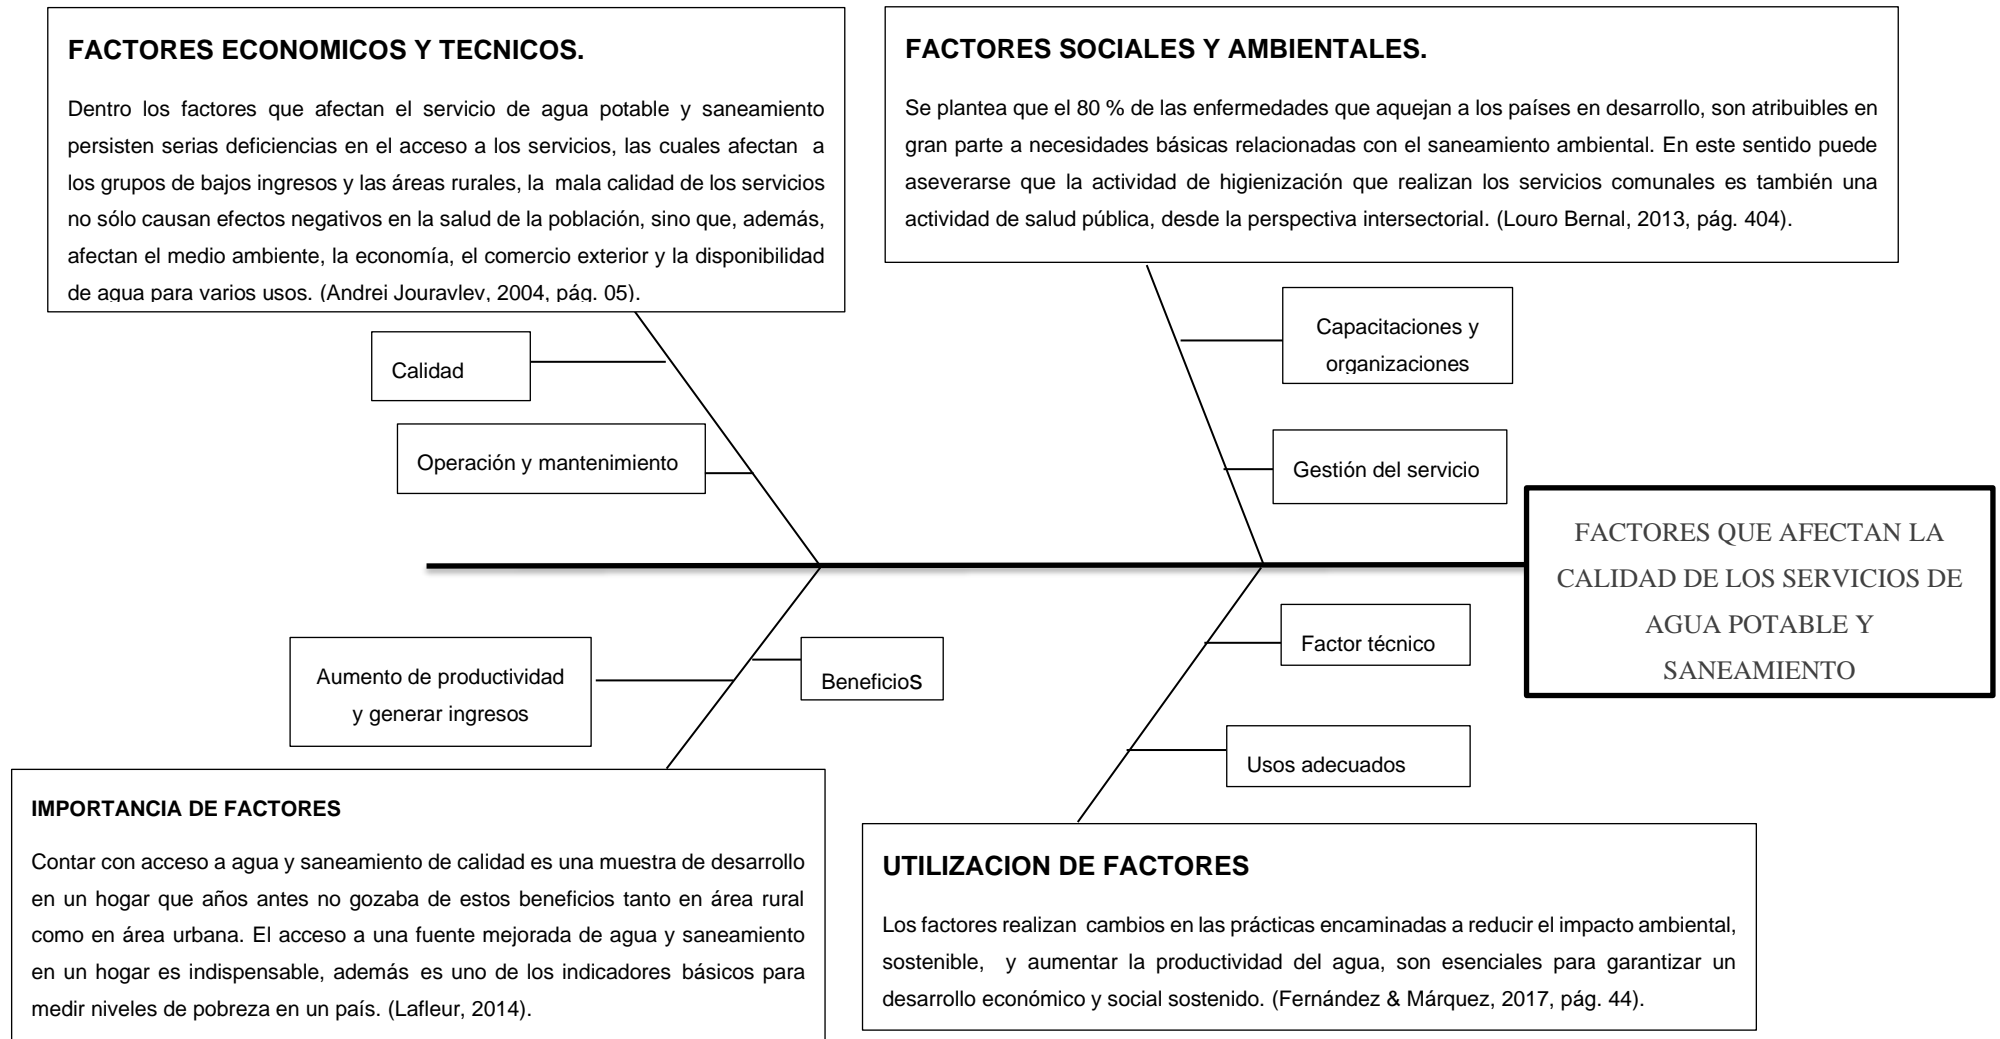 FACTORES ECONOMICOS Y TECNICOS.
Dentro los factores que afectan el servicio de agua potable y saneamiento
persisten serias deficiencias en el acceso a los servicios, las cuales afectan a
los grupos de bajos ingresos y las áreas rurales, la mala calidad de los servicios
no sólo causan efectos negativos en la salud de la población, sino que, además,
afectan el medio ambiente, la economía, el comercio exterior y la disponibilidad
de agua para varios usos. (Andrei Jouravlev, 2004, pág. 05).
FACTORES SOCIALES Y AMBIENTALES.
Se plantea que el 80 % de las enfermedades que aquejan a los países en desarrollo, son atribuibles en
gran parte a necesidades básicas relacionadas con el saneamiento ambiental. En este sentido puede
aseverarse que la actividad de higienización que realizan los servicios comunales es también una
actividad de salud pública, desde la perspectiva intersectorial. (Louro Bernal, 2013, pág. 404).
Calidad
Operación y mantenimiento
Capacitaciones y
organizaciones
Gestión del servicio
FACTORES QUE AFECTAN LA
CALIDAD DE LOS SERVICIOS DE
AGUA POTABLE Y
SANEAMIENTO
Aumento de productividad
y generar ingresos
Beneficios
Factor técnico
Usos adecuados
IMPORTANCIA DE FACTORES
Contar con acceso a agua y saneamiento de calidad es una muestra de desarrollo
en un hogar que años antes no gozaba de estos beneficios tanto en área rural
como en área urbana. El acceso a una fuente mejorada de agua y saneamiento
en un hogar es indispensable, además es uno de los indicadores básicos para
medir niveles de pobreza en un país. (Lafleur, 2014).
UTILIZACION DE FACTORES
Los factores realizan cambios en las prácticas encaminadas a reducir el impacto ambiental,
sostenible, y aumentar la productividad del agua, son esenciales para garantizar un
desarrollo económico y social sostenido. (Fernández & Márquez, 2017, pág. 44).